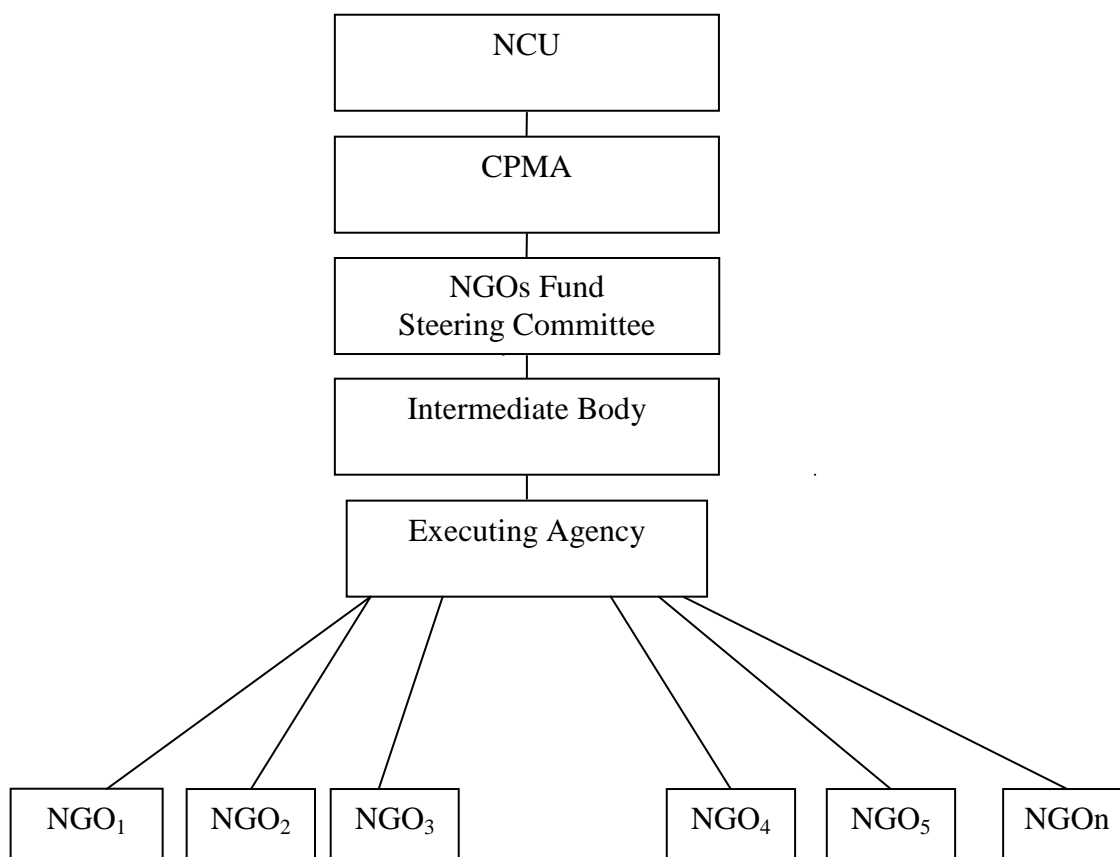 NCU
CPMA
NGOs Fund
Steering Committee
Intermediate Body
Executing Agency
NGO₁ NGO₂ NGO₃ NGO₄ NGO₅ NGOn